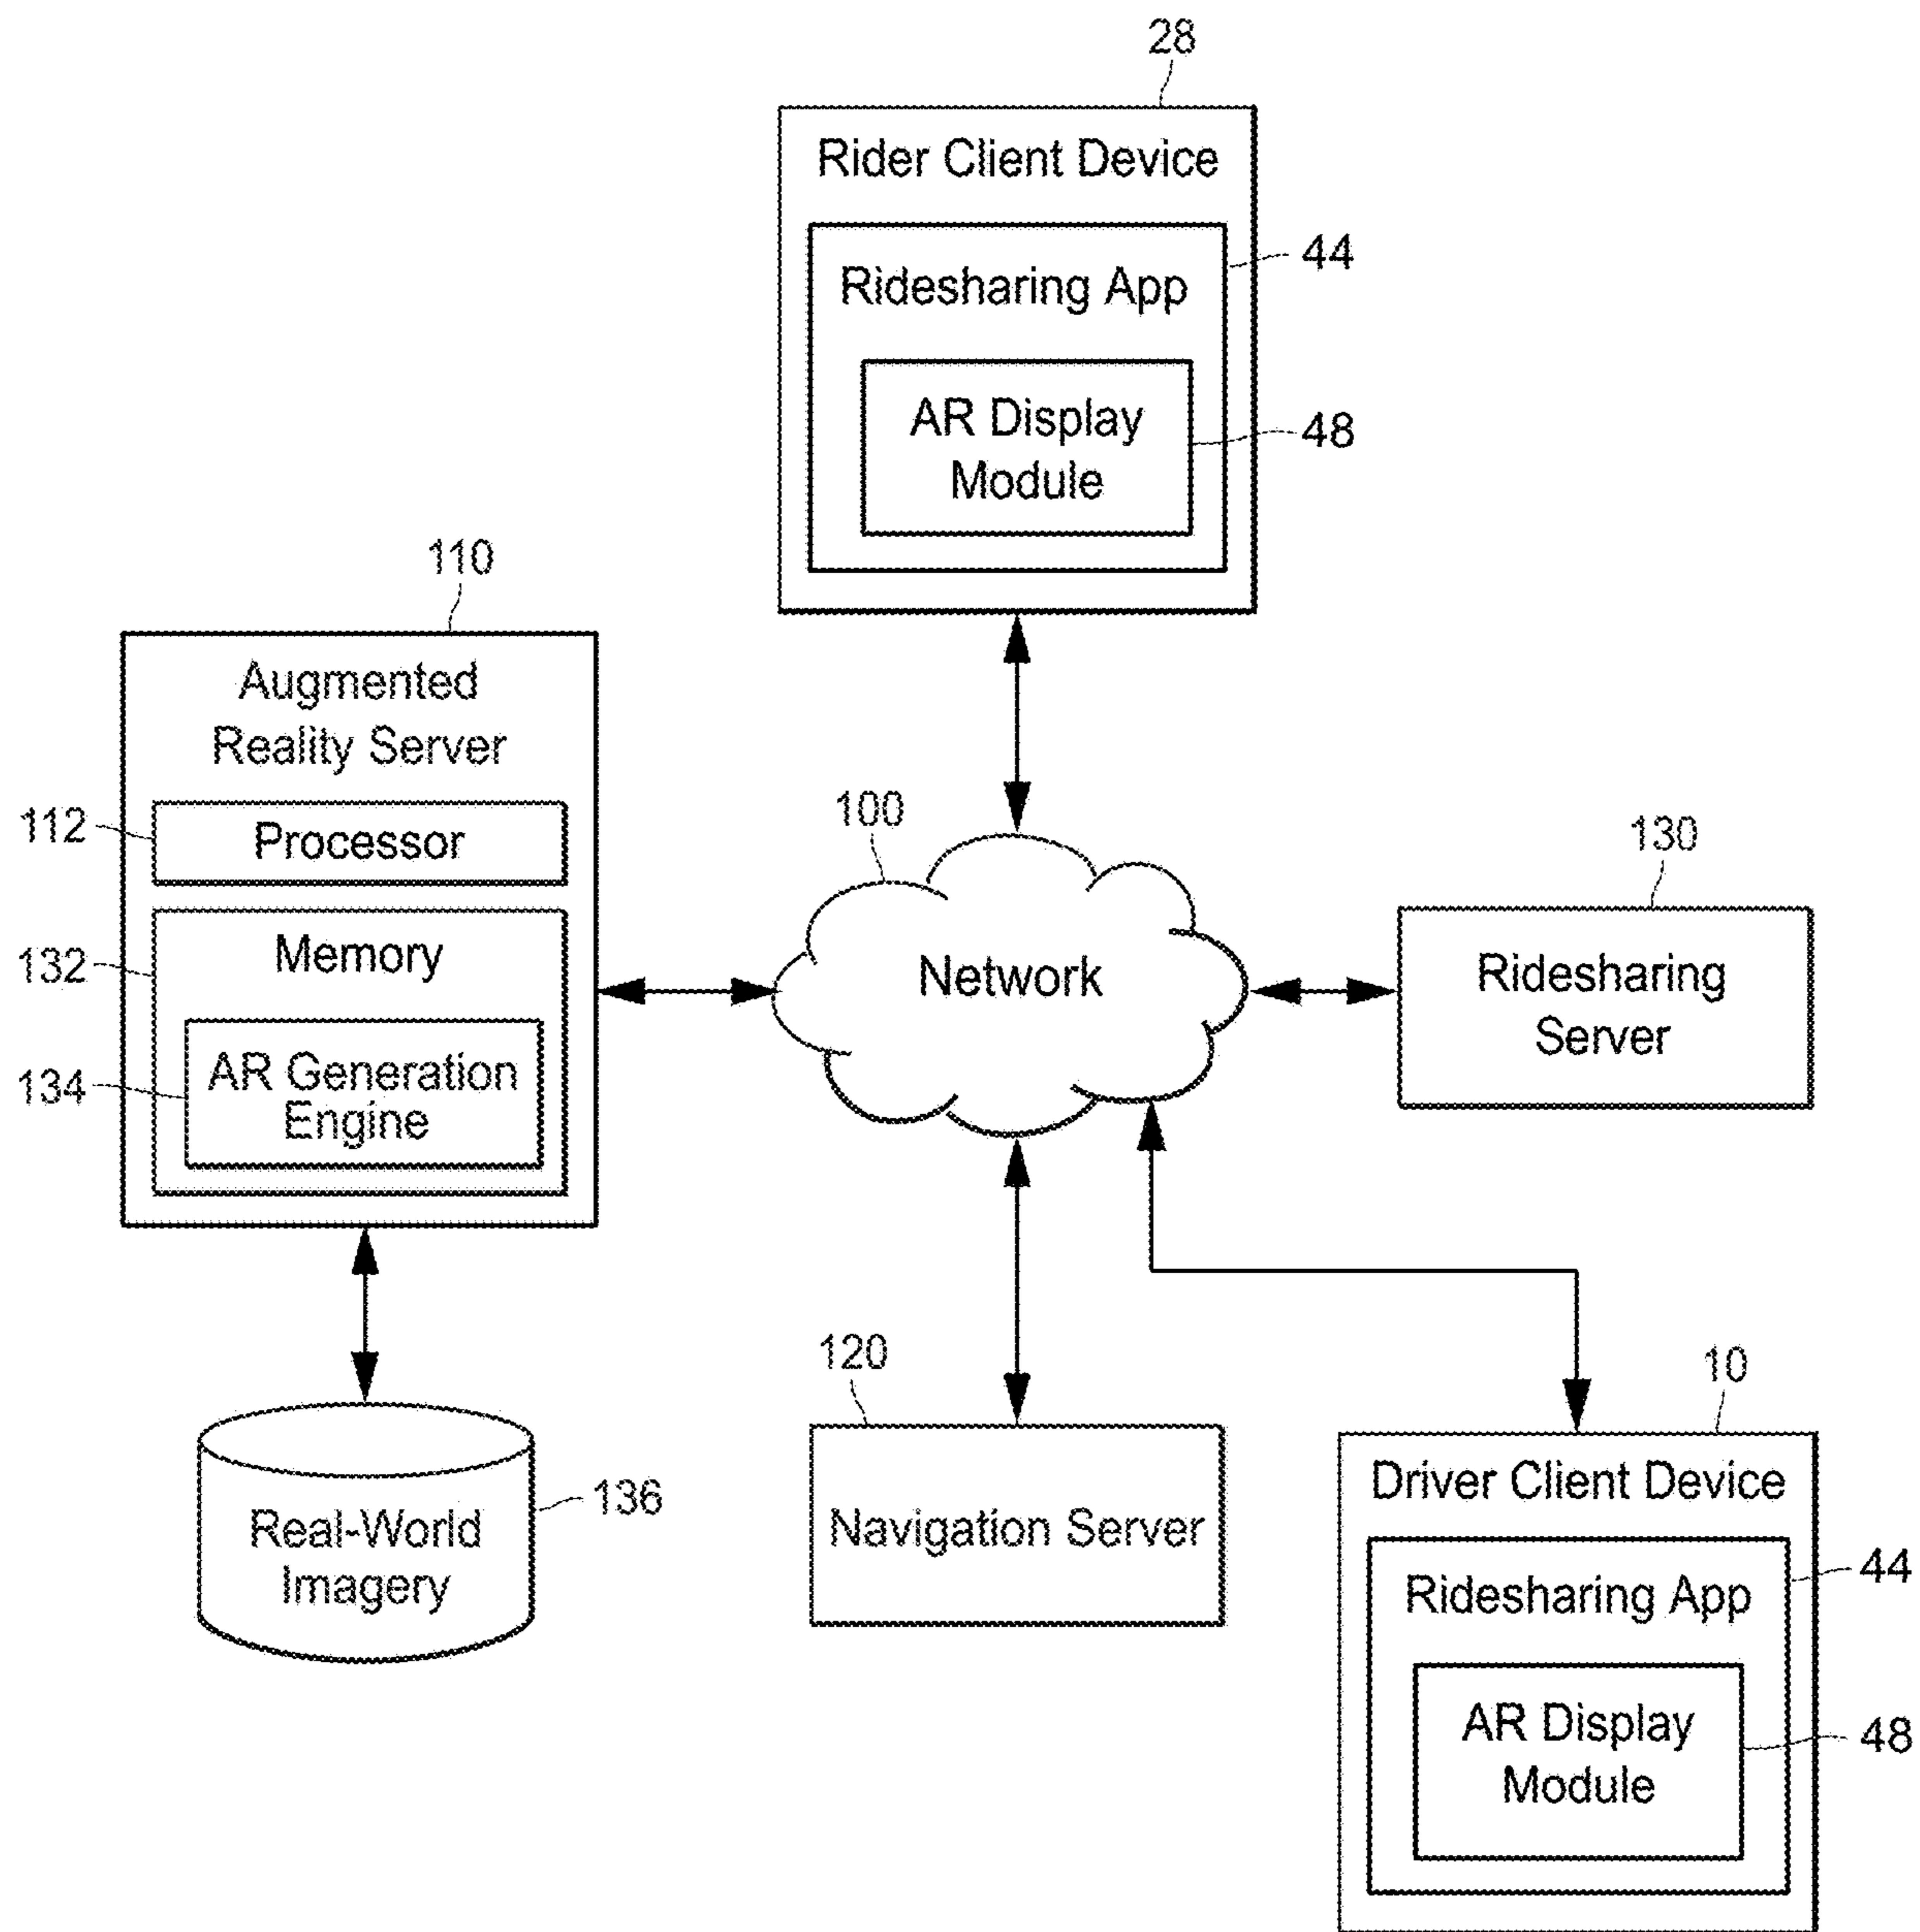 28
Rider Client Device
44
Ridesharing App
AR Display
Module
48
110
Augmented
Reality Server
112
Processor
132
Memory
134
AR Generation
Engine
100
Network
130
Ridesharing
Server
136
Real-World
Imagery
120
Navigation Server
10
Driver Client Device
44
Ridesharing App
AR Display
Module
48